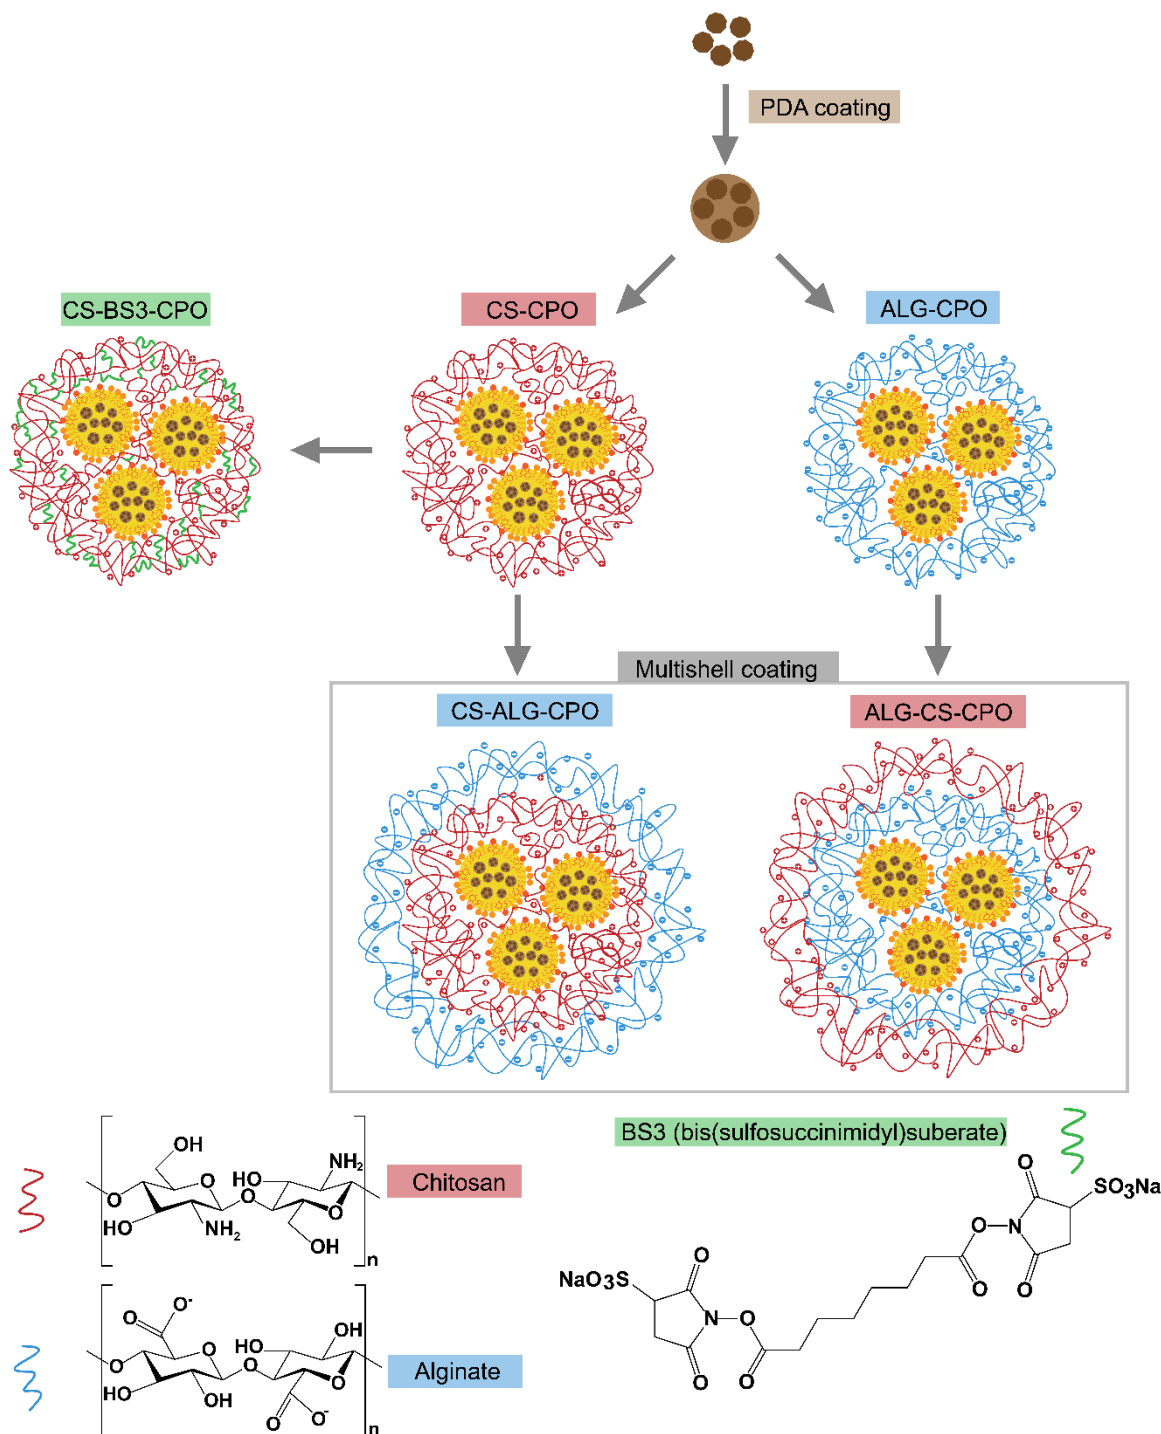 PDA coating
CS-BS3-CPO
CS-CPO
ALG-CPO
Multishell coating
CS-ALG-CPO
ALG-CS-CPO
BS3 (bis(sulfosuccinimidyl)suberate)
OH
O
O
HO
NH₂
O
HO
NH₂
O
OH
n
Chitosan
O
N
O
O
O
O
SO₃Na
NaO₃S
O
O
N
O
O
O⁻
O
O
O
HO
OH
O
HO
OH
O
O
O⁻
n
Alginate